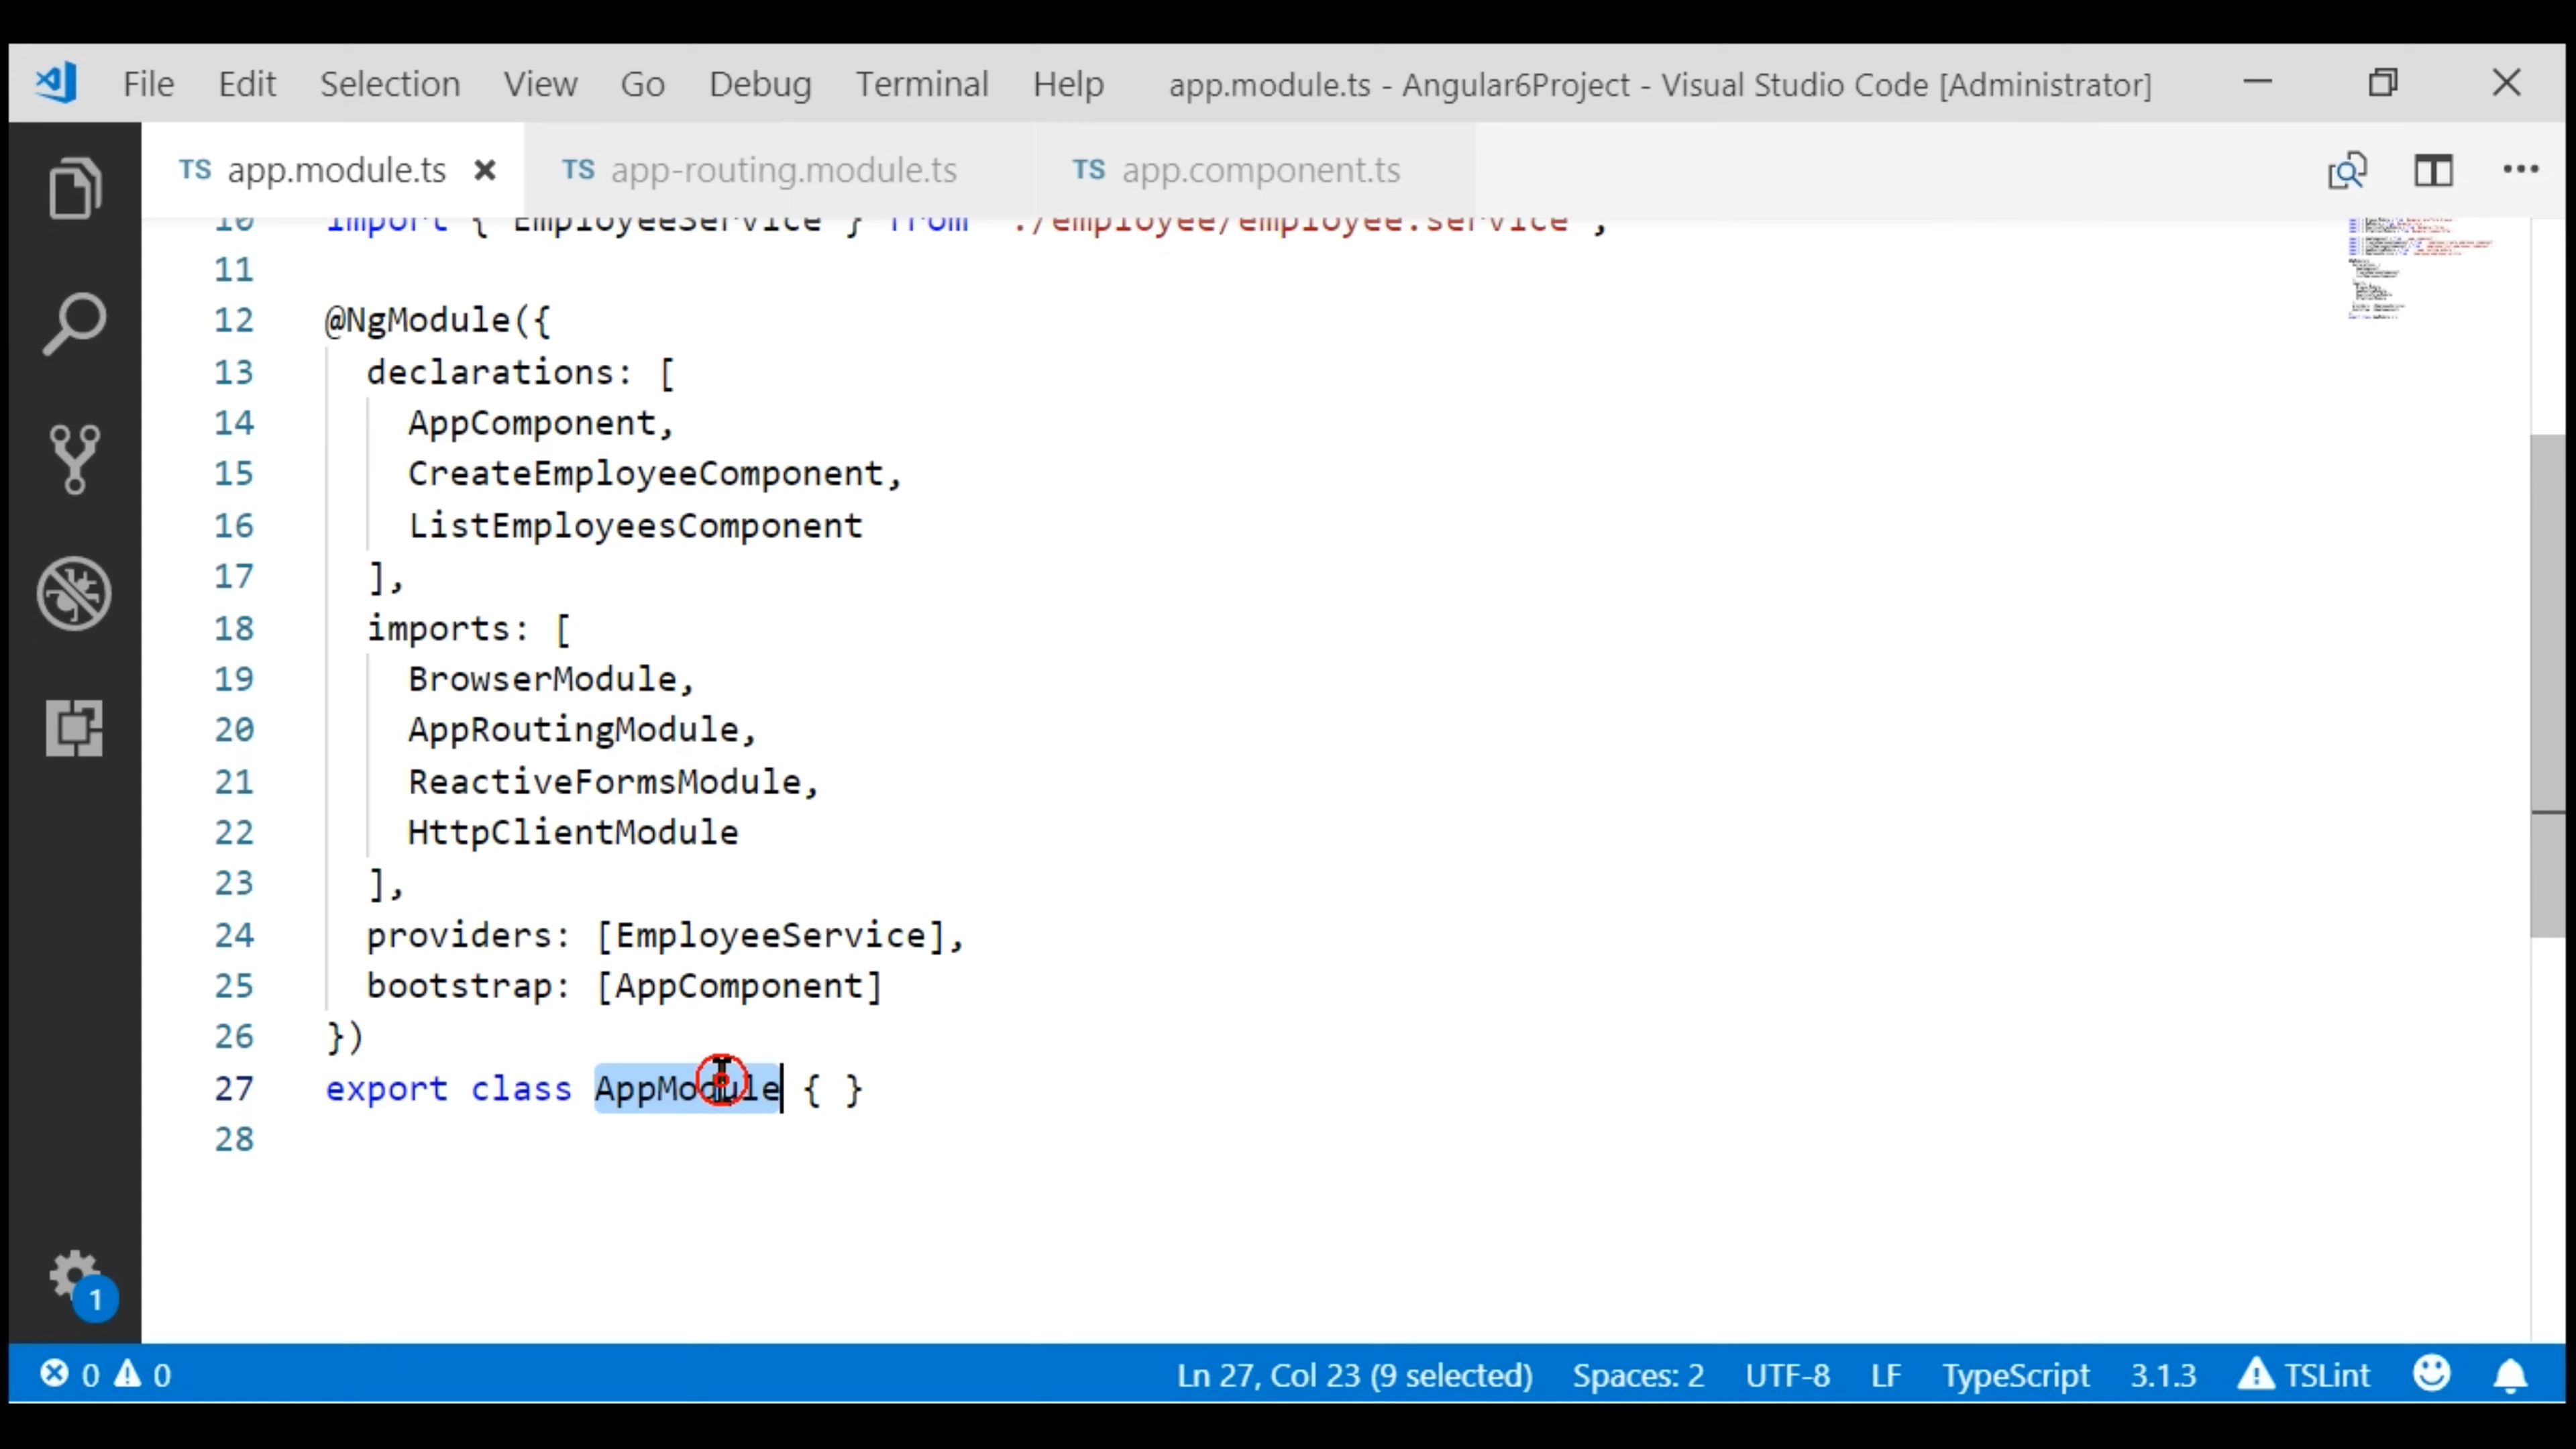 File Edit Selection View Go Debug Terminal Help app.module.ts - Angular6Project - Visual Studio Code [Administrator]
TS app.module.ts TS app-routing.module.ts TS app.component.ts
10 import { EmployeeService } from './employee/employee.service';
11
12 @NgModule({
13 declarations: [
14 AppComponent,
15 CreateEmployeeComponent,
16 ListEmployeesComponent
17 ],
18 imports: [
19 BrowserModule,
20 AppRoutingModule,
21 ReactiveFormsModule,
22 HttpClientModule
23 ],
24 providers: [EmployeeService],
25 bootstrap: [AppComponent]
26 })
27 export class AppModule { }
28
1
0 0 Ln 27, Col 23 (9 selected) Spaces: 2 UTF-8 LF TypeScript 3.1.3 TSLint